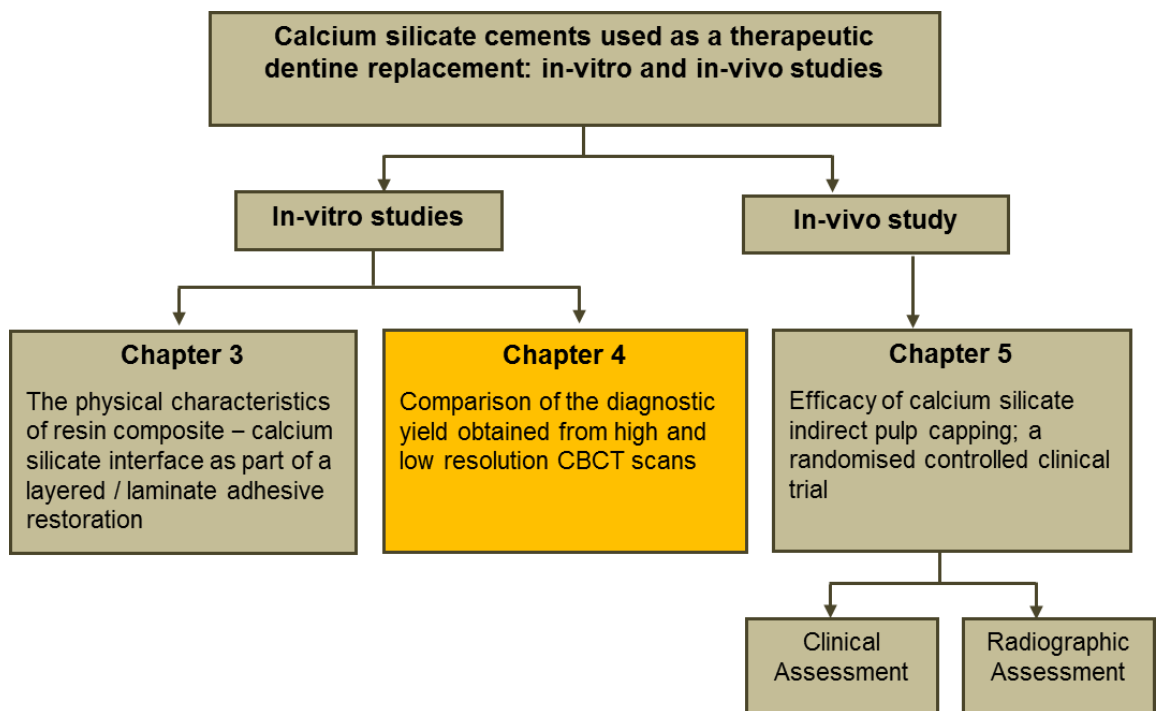 Calcium silicate cements used as a therapeutic
dentine replacement: in-vitro and in-vivo studies
In-vitro studies
In-vivo study
Chapter 3
The physical characteristics
of resin composite – calcium
silicate interface as part of a
layered / laminate adhesive
restoration
Chapter 4
Comparison of the diagnostic
yield obtained from high and
low resolution CBCT scans
Chapter 5
Efficacy of calcium silicate
indirect pulp capping; a
randomised controlled clinical
trial
Clinical
Assessment
Radiographic
Assessment